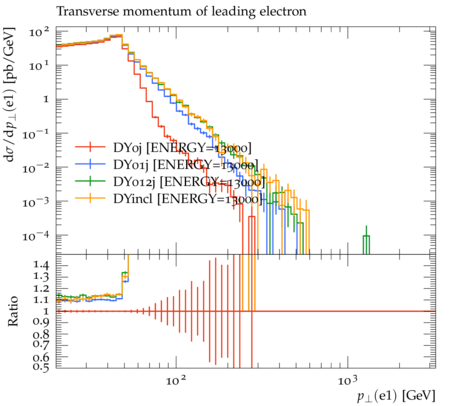 Transverse momentum of leading electron
dσ/dp⊥(e1) [pb/GeV]
10²
10¹
1
10⁻¹
10⁻²
10⁻³
10⁻⁴
DY0j [ENERGY=13000]
DY01j [ENERGY=13000]
DY012j [ENERGY=13000]
DYincl [ENERGY=13000]
Ratio
1.4
1.3
1.2
1.1
1
0.9
0.8
0.7
0.6
0.5
10² 10³
p⊥(e1) [GeV]